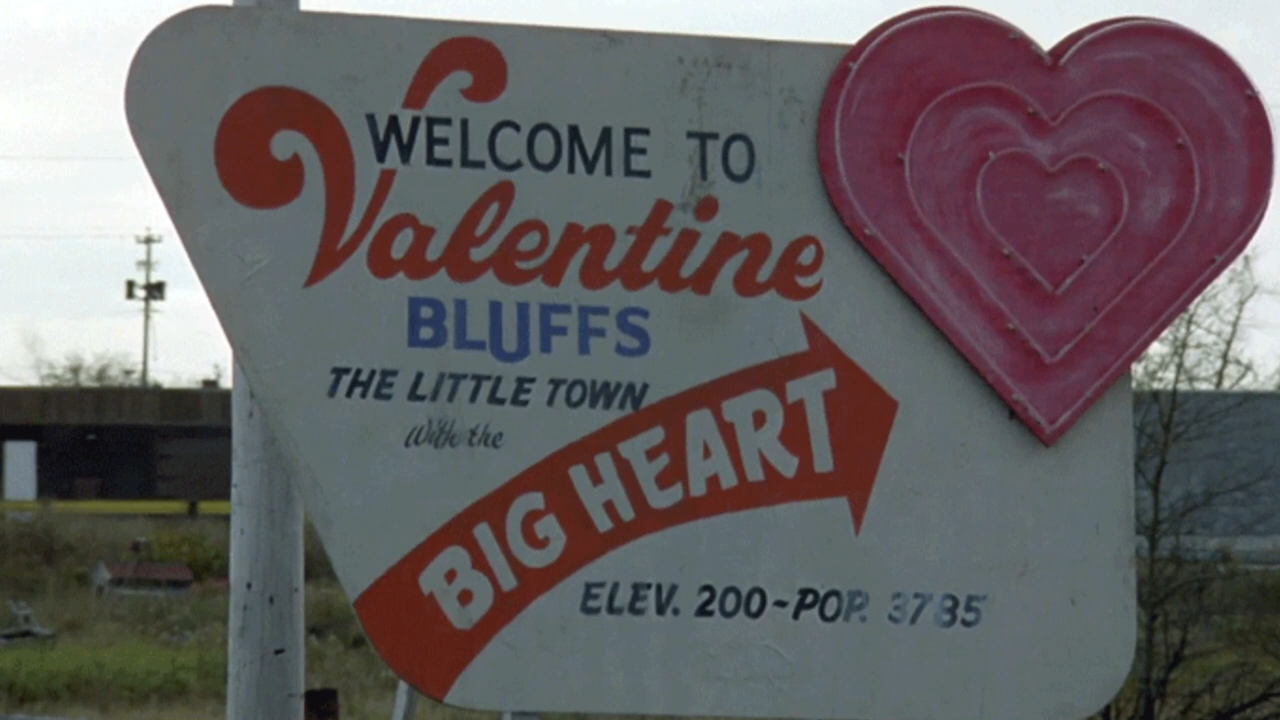 WELCOME TO
Valentine
BLUFFS
THE LITTLE TOWN
With the
BIG HEART
ELEV. 200~POP. 3785